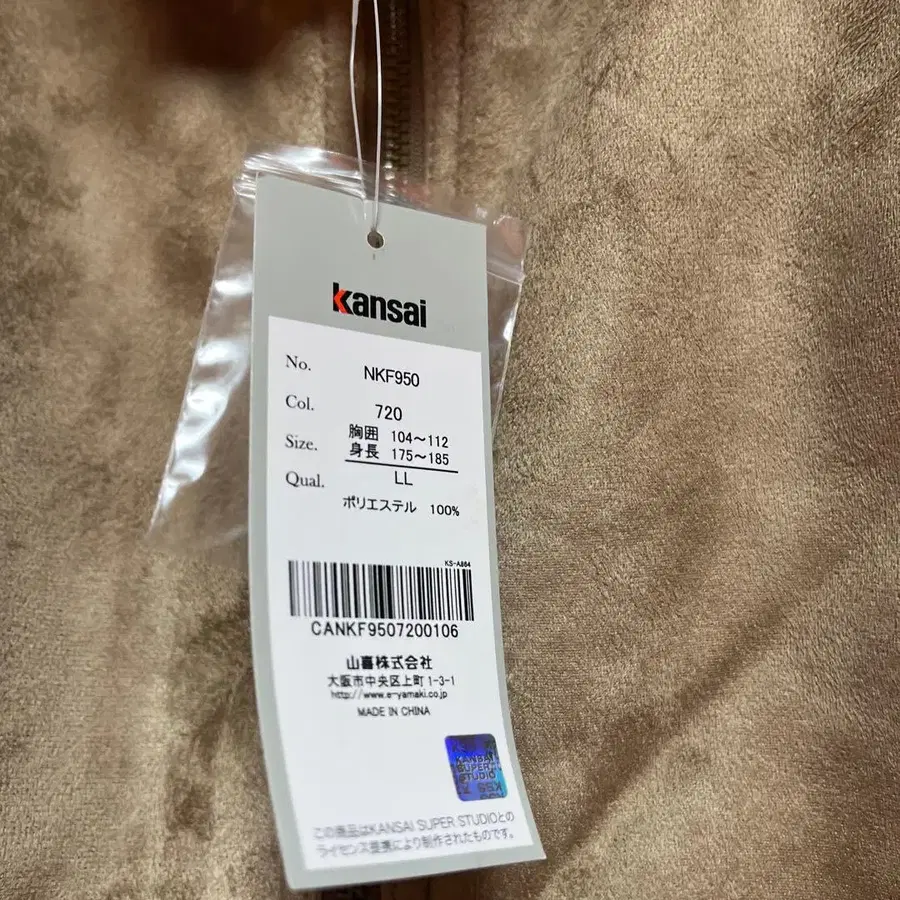 kansai
No. NKF950
Col. 720
Size. 胸囲 104～112
身長 175～185
LL
Qual.
ポリエステル 100%
KS-A864
CANKF9507200106
山喜株式会社
大阪市中央区上町1-3-1
http://www.e-yamaki.co.jp
MADE IN CHINA
KANSAI
SUPER
STUDIO
この商品はKANSAI SUPER STUDIOとの
ライセンス提携により制作されたものです。